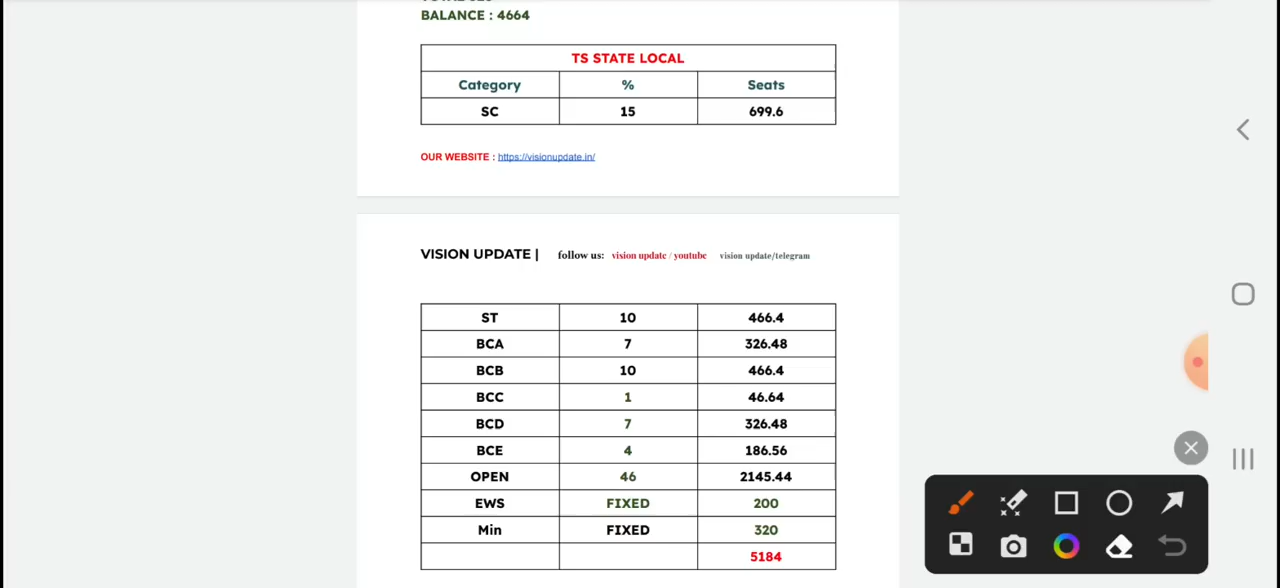 BALANCE : 4664
TS STATE LOCAL
Category % Seats
SC 15 699.6
OUR WEBSITE : https://visionupdate.in/
VISION UPDATE | follow us: vision update / youtube vision update/telegram
ST 10 466.4
BCA 7 326.48
BCB 10 466.4
BCC 1 46.64
BCD 7 326.48
BCE 4 186.56
OPEN 46 2145.44
EWS FIXED 200
Min FIXED 320
5184